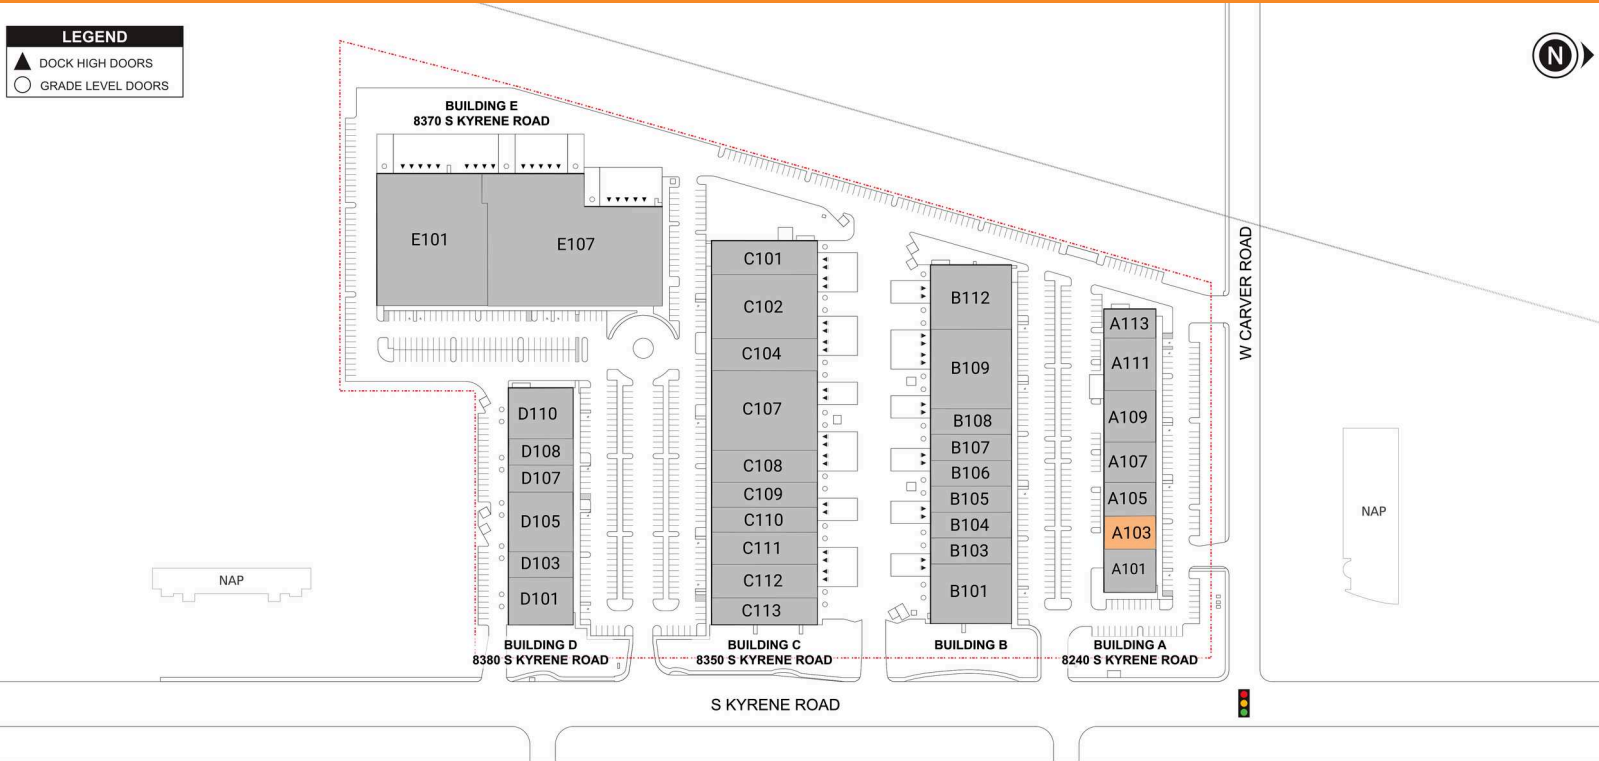 LEGEND
DOCK HIGH DOORS
GRADE LEVEL DOORS
N
BUILDING E
8370 S KYRENE ROAD
E101
E107
C101
C102
C104
C107
C108
C109
C110
C111
C112
C113
B112
B109
B108
B107
B106
B105
B104
B103
B101
A113
A111
A109
A107
A105
A103
A101
D110
D108
D107
D105
D103
D101
W CARVER ROAD
NAP
NAP
BUILDING D
8380 S KYRENE ROAD
BUILDING C
8350 S KYRENE ROAD
BUILDING B
BUILDING A
8240 S KYRENE ROAD
S KYRENE ROAD